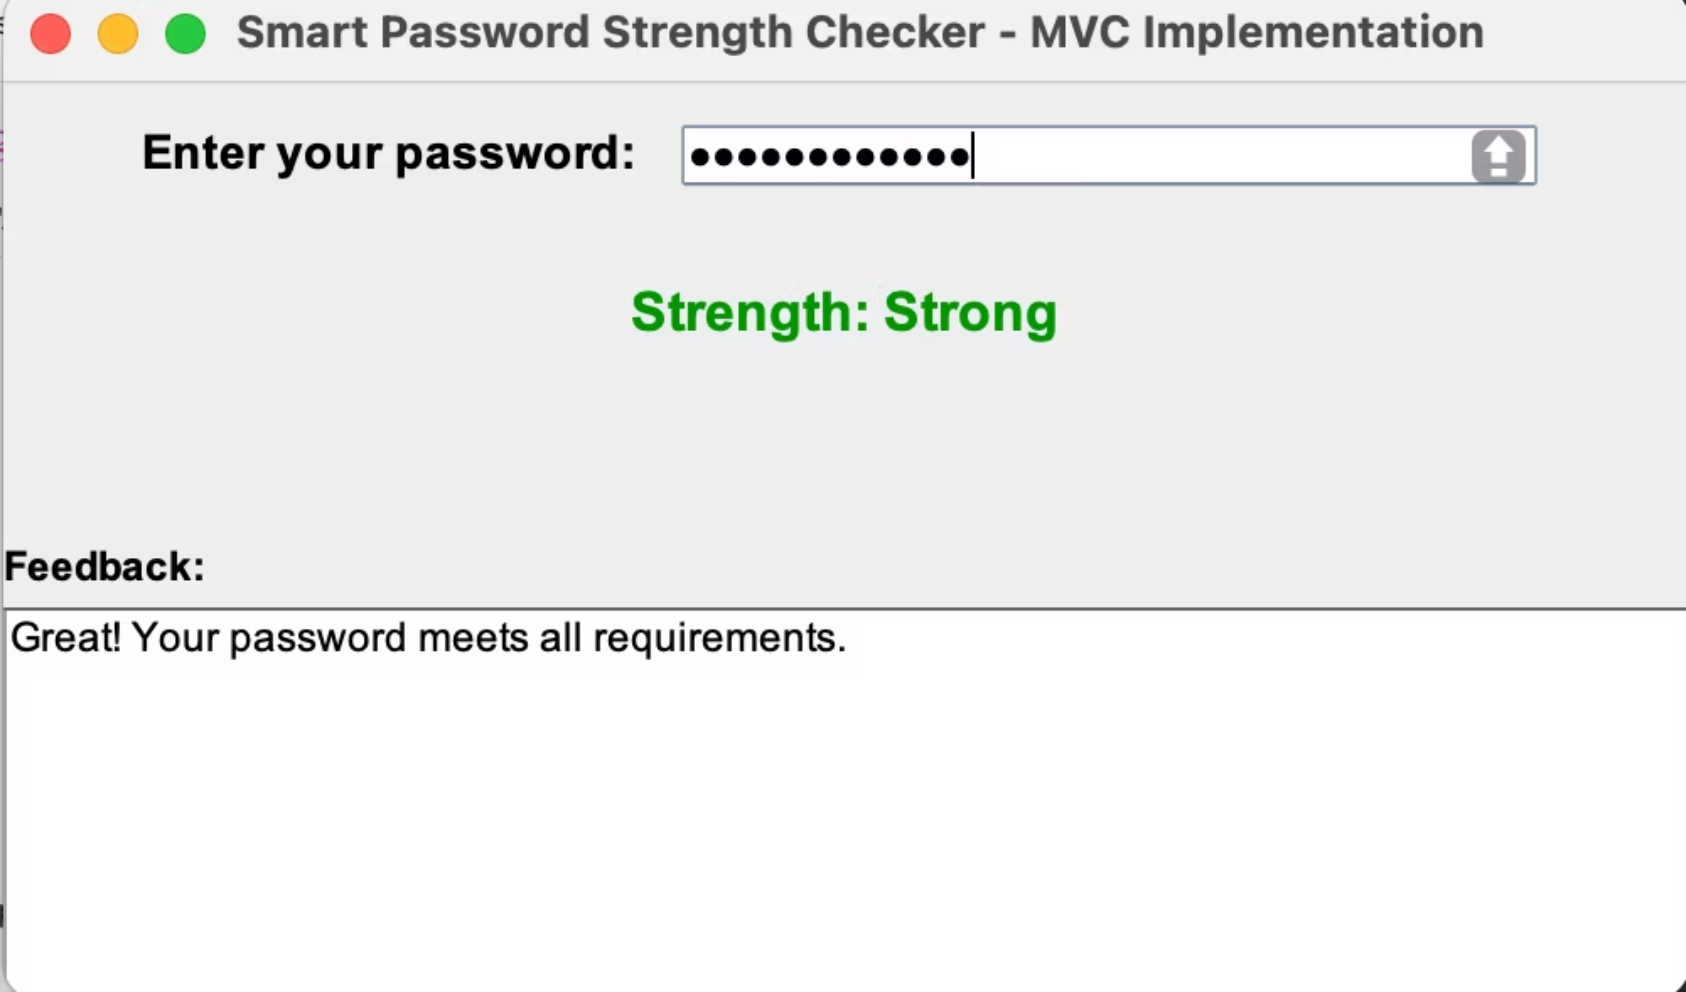 Smart Password Strength Checker - MVC Implementation
Enter your password: ••••••••••••
Strength: Strong
Feedback:
Great! Your password meets all requirements.